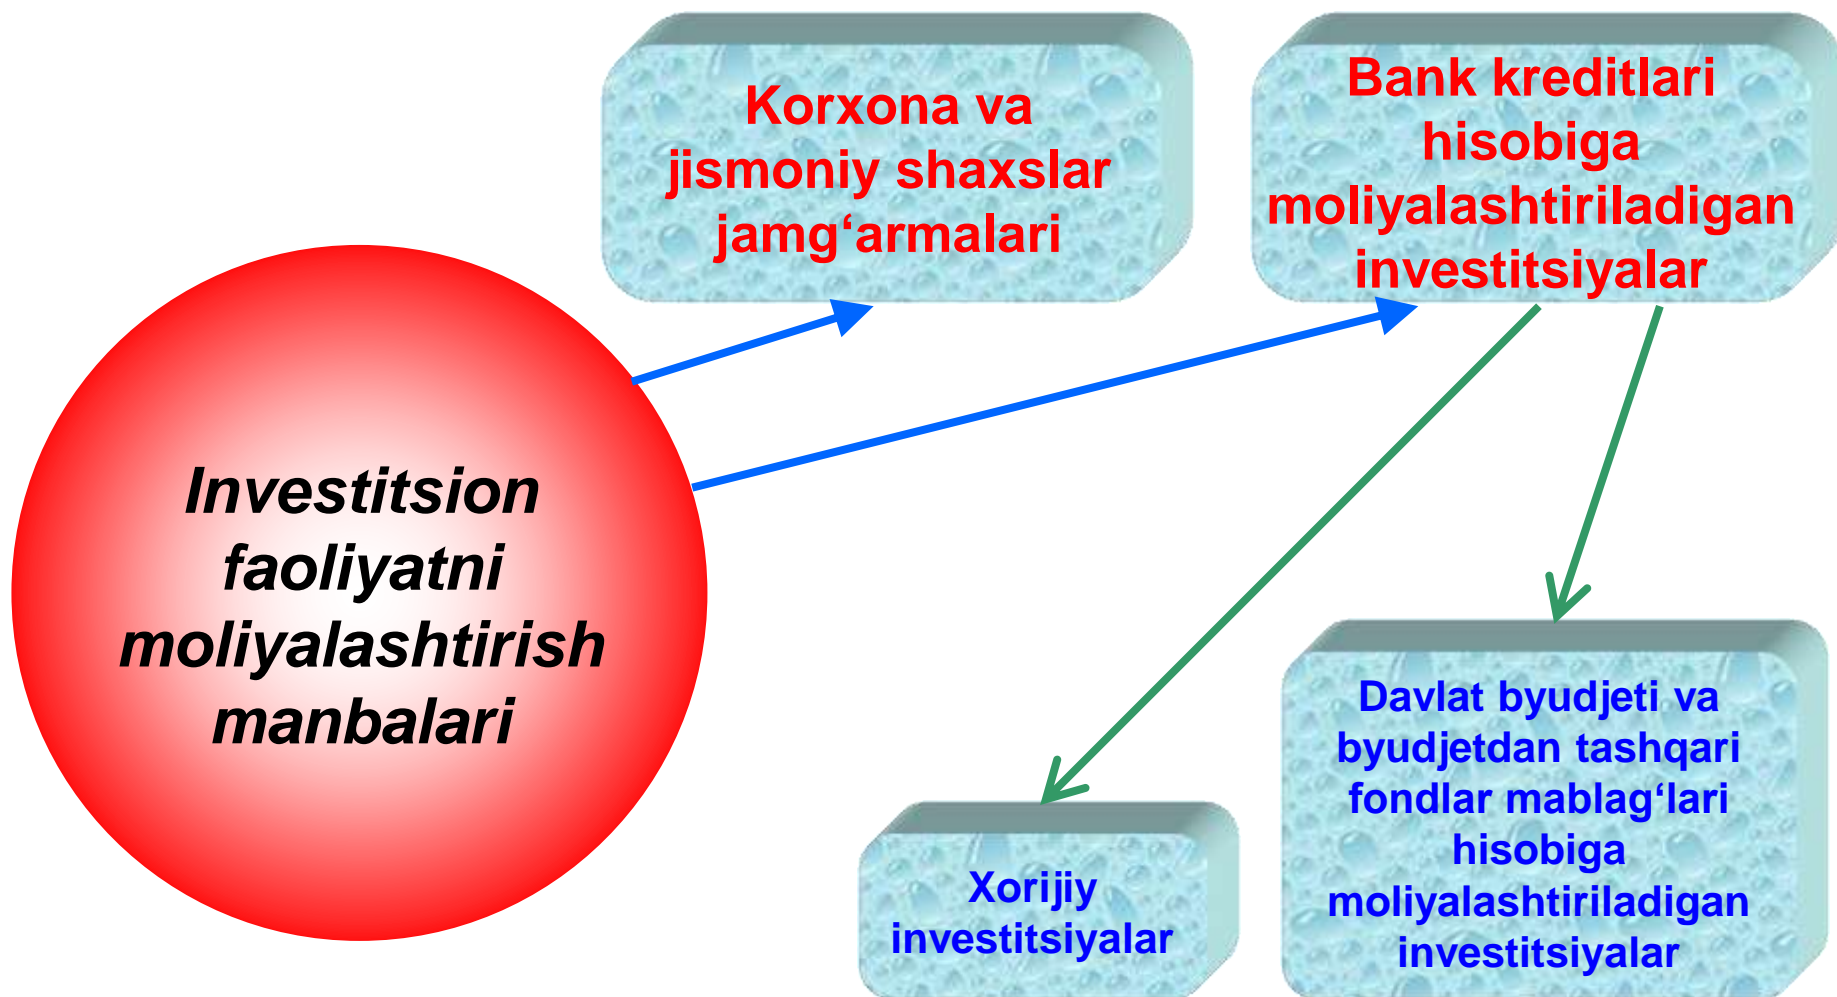 Korxona va
jismoniy shaxslar
jamg‘armalari
Bank kreditlari
hisobiga
moliyalashtiriladigan
investitsiyalar
Investitsion
faoliyatni
moliyalashtirish
manbalari
Xorijiy
investitsiyalar
Davlat byudjeti va
byudjetdan tashqari
fondlar mablag‘lari
hisobiga
moliyalashtiriladigan
investitsiyalar